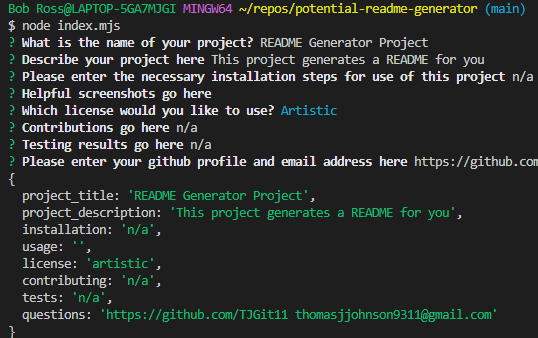 Bob Ross@LAPTOP-5GA7MJGI MINGW64 ~/repos/potential-readme-generator (main)
$ node index.mjs
? What is the name of your project? README Generator Project
? Describe your project here This project generates a README for you
? Please enter the necessary installation steps for use of this project n/a
? Helpful screenshots go here
? Which license would you like to use? Artistic
? Contributions go here n/a
? Testing results go here n/a
? Please enter your github profile and email address here https://github.com
{
  project_title: 'README Generator Project',
  project_description: 'This project generates a README for you',
  installation: 'n/a',
  usage: '',
  license: 'artistic',
  contributing: 'n/a',
  tests: 'n/a',
  questions: 'https://github.com/TJGit11 thomasjjohnson9311@gmail.com'
}